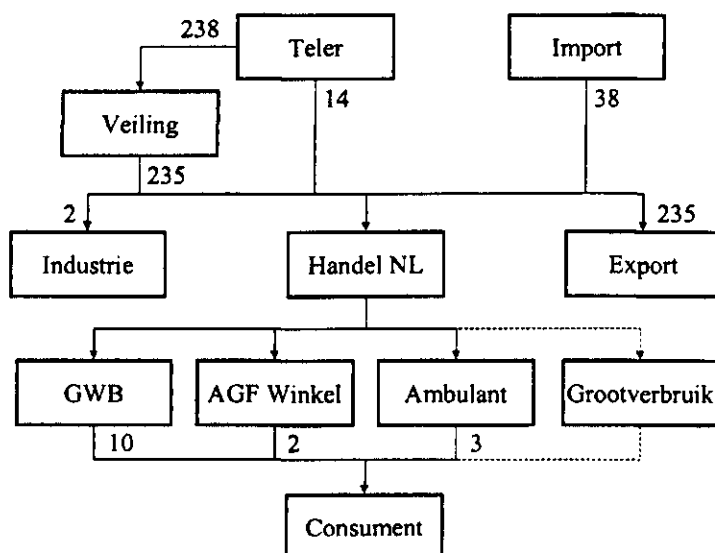 238
Teler
Import
14
38
Veiling
235
2
235
Industrie
Handel NL
Export
GWB
AGF Winkel
Ambulant
Grootverbruik
10
2
3
Consument